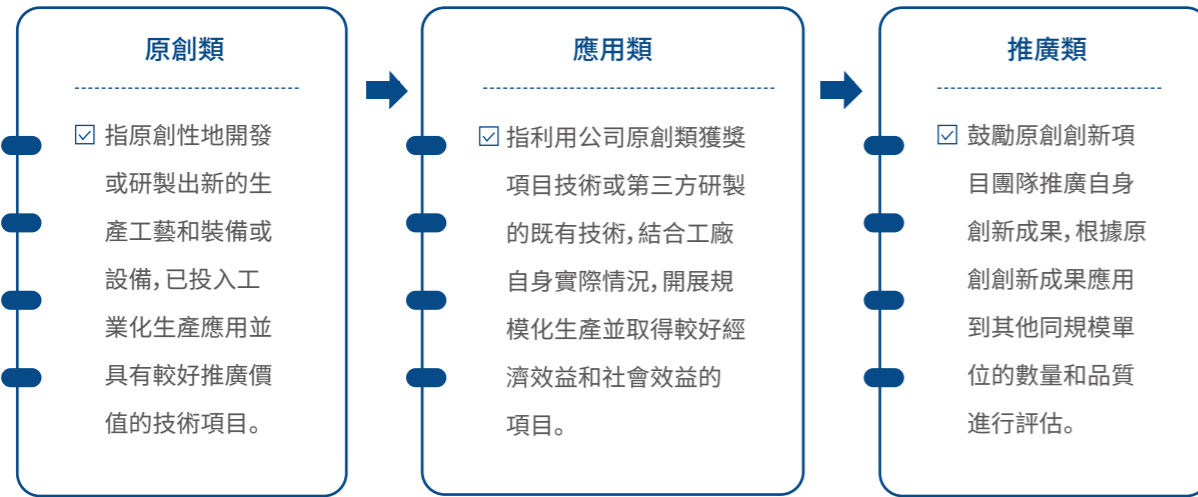 原創類
指原創性地開發
或研製出新的生
產工藝和裝備或
設備,已投入工
業化生產應用並
具有較好推廣價
值的技術項目。
應用類
指利用公司原創類獲獎
項目技術或第三方研製
的既有技術,結合工廠
自身實際情況,開展規
模化生產並取得較好經
濟效益和社會效益的
項目。
推廣類
鼓勵原創創新項
目團隊推廣自身
創新成果,根據原
創創新成果應用
到其他同規模單
位的數量和品質
進行評估。